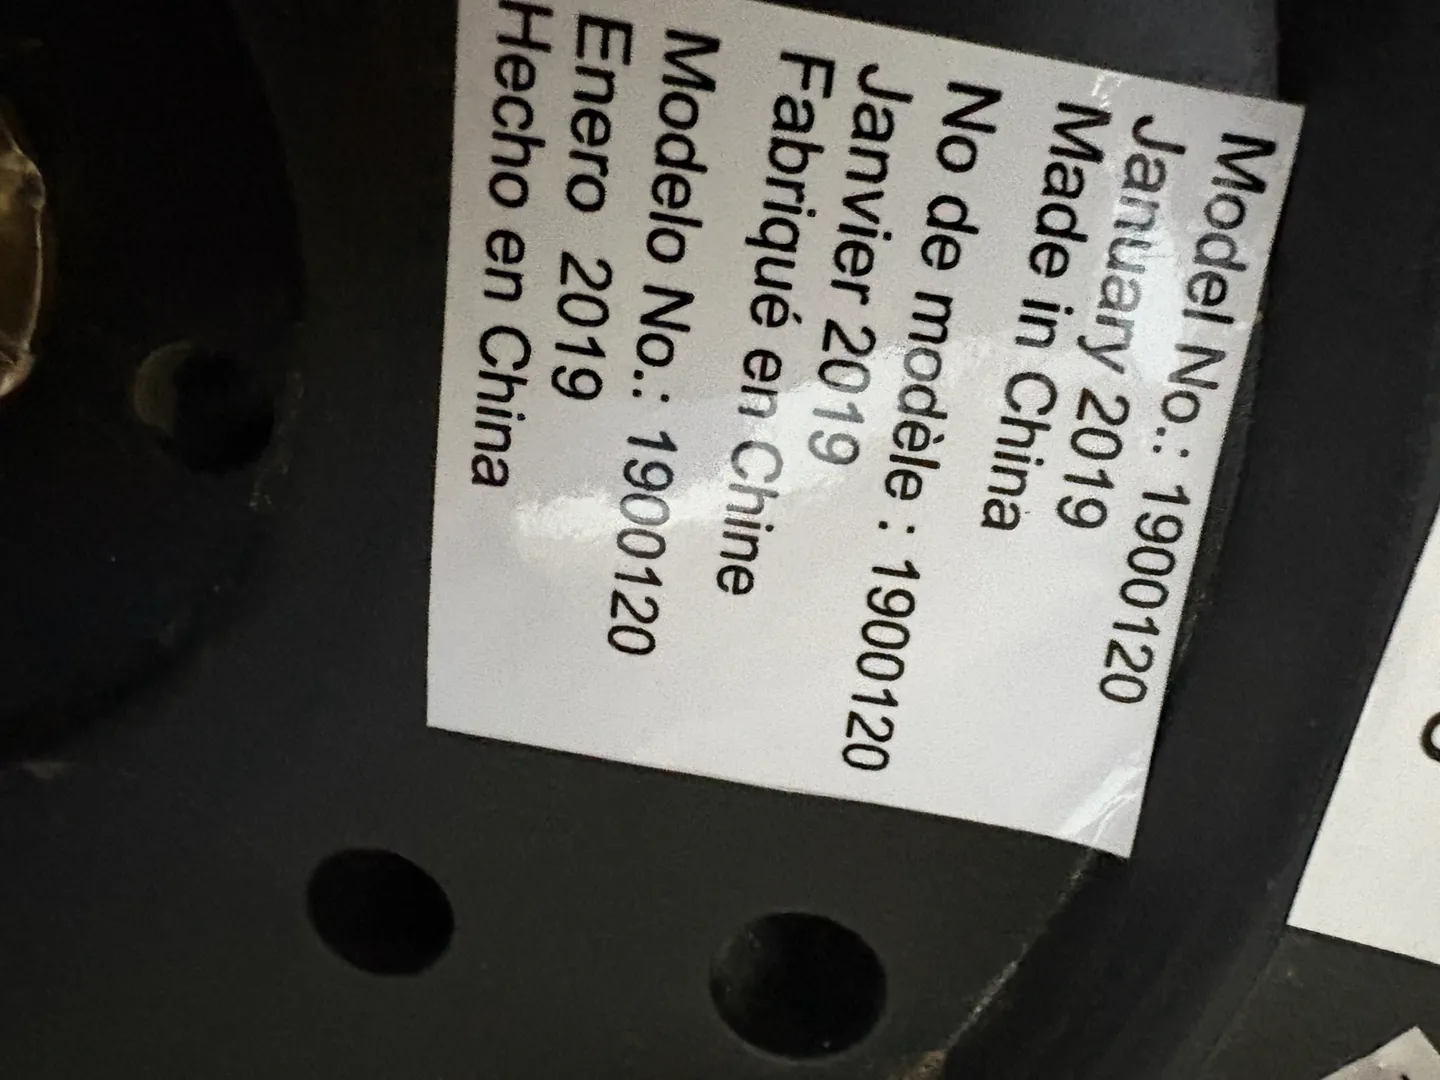 Model No.: 1900120
January 2019
Made in China
No de modèle : 1900120
Janvier 2019
Fabriqué en Chine
Modelo No.: 1900120
Enero 2019
Hecho en China